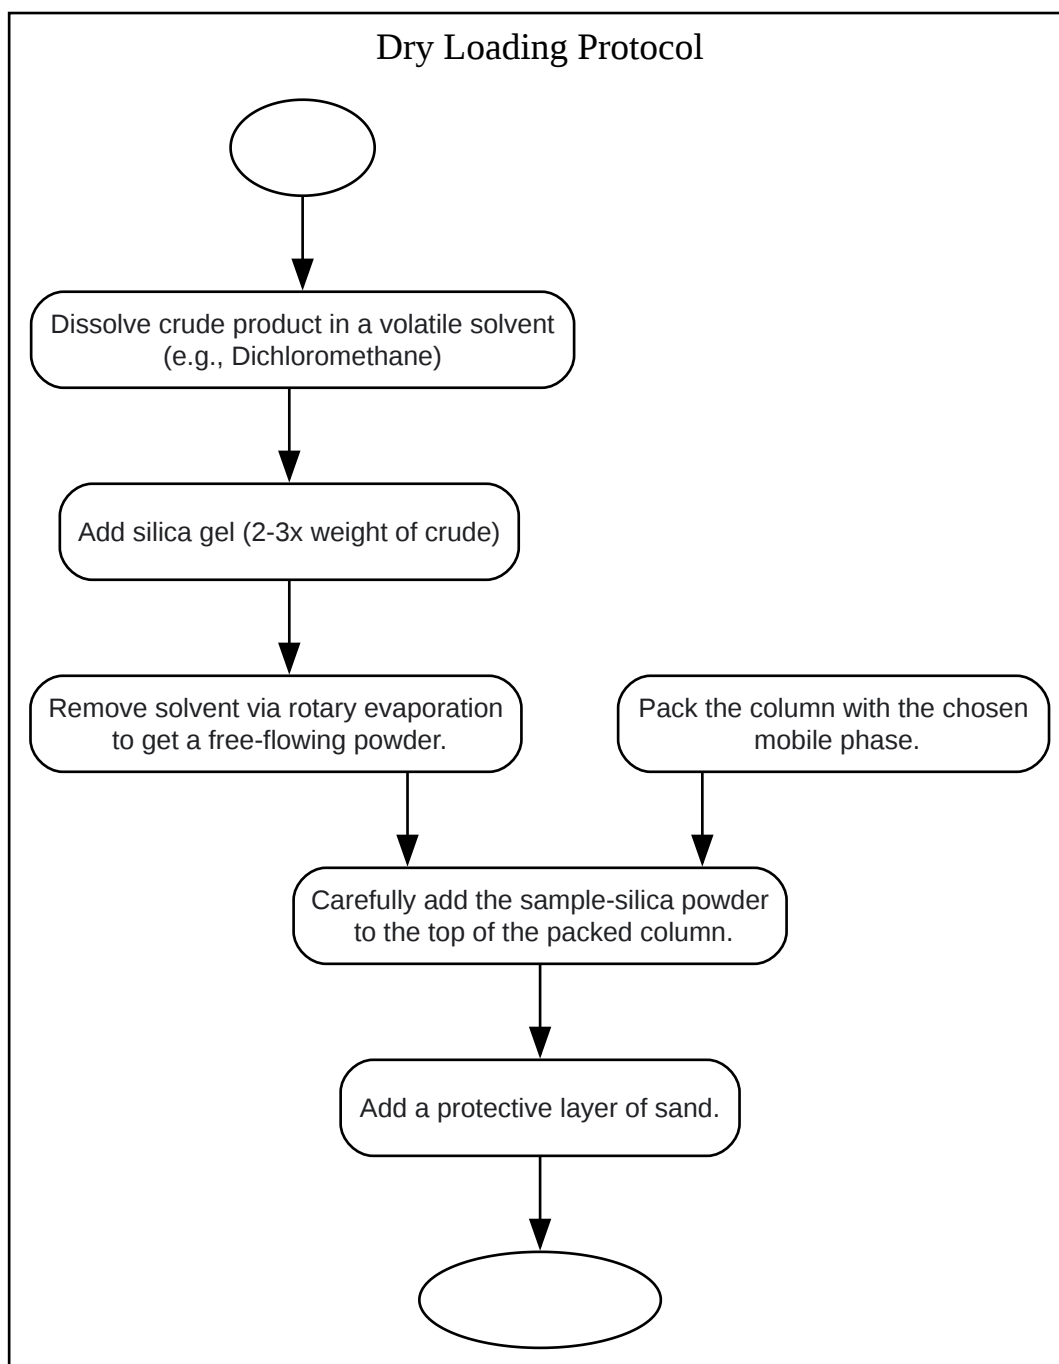 Dry Loading Protocol
Dissolve crude product in a volatile solvent
(e.g., Dichloromethane)
Add silica gel (2-3x weight of crude)
Remove solvent via rotary evaporation
to get a free-flowing powder.
Pack the column with the chosen
mobile phase.
Carefully add the sample-silica powder
to the top of the packed column.
Add a protective layer of sand.